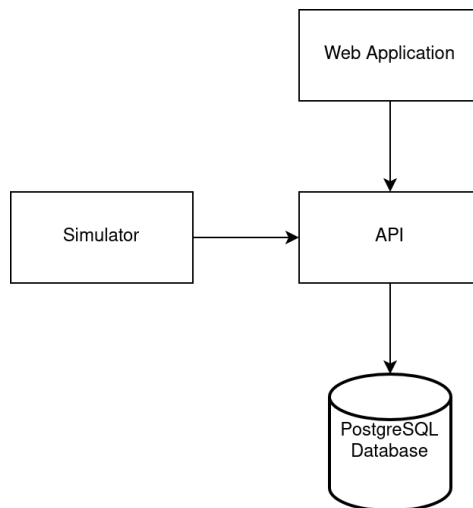 Web Application
Simulator
API
PostgreSQL
Database